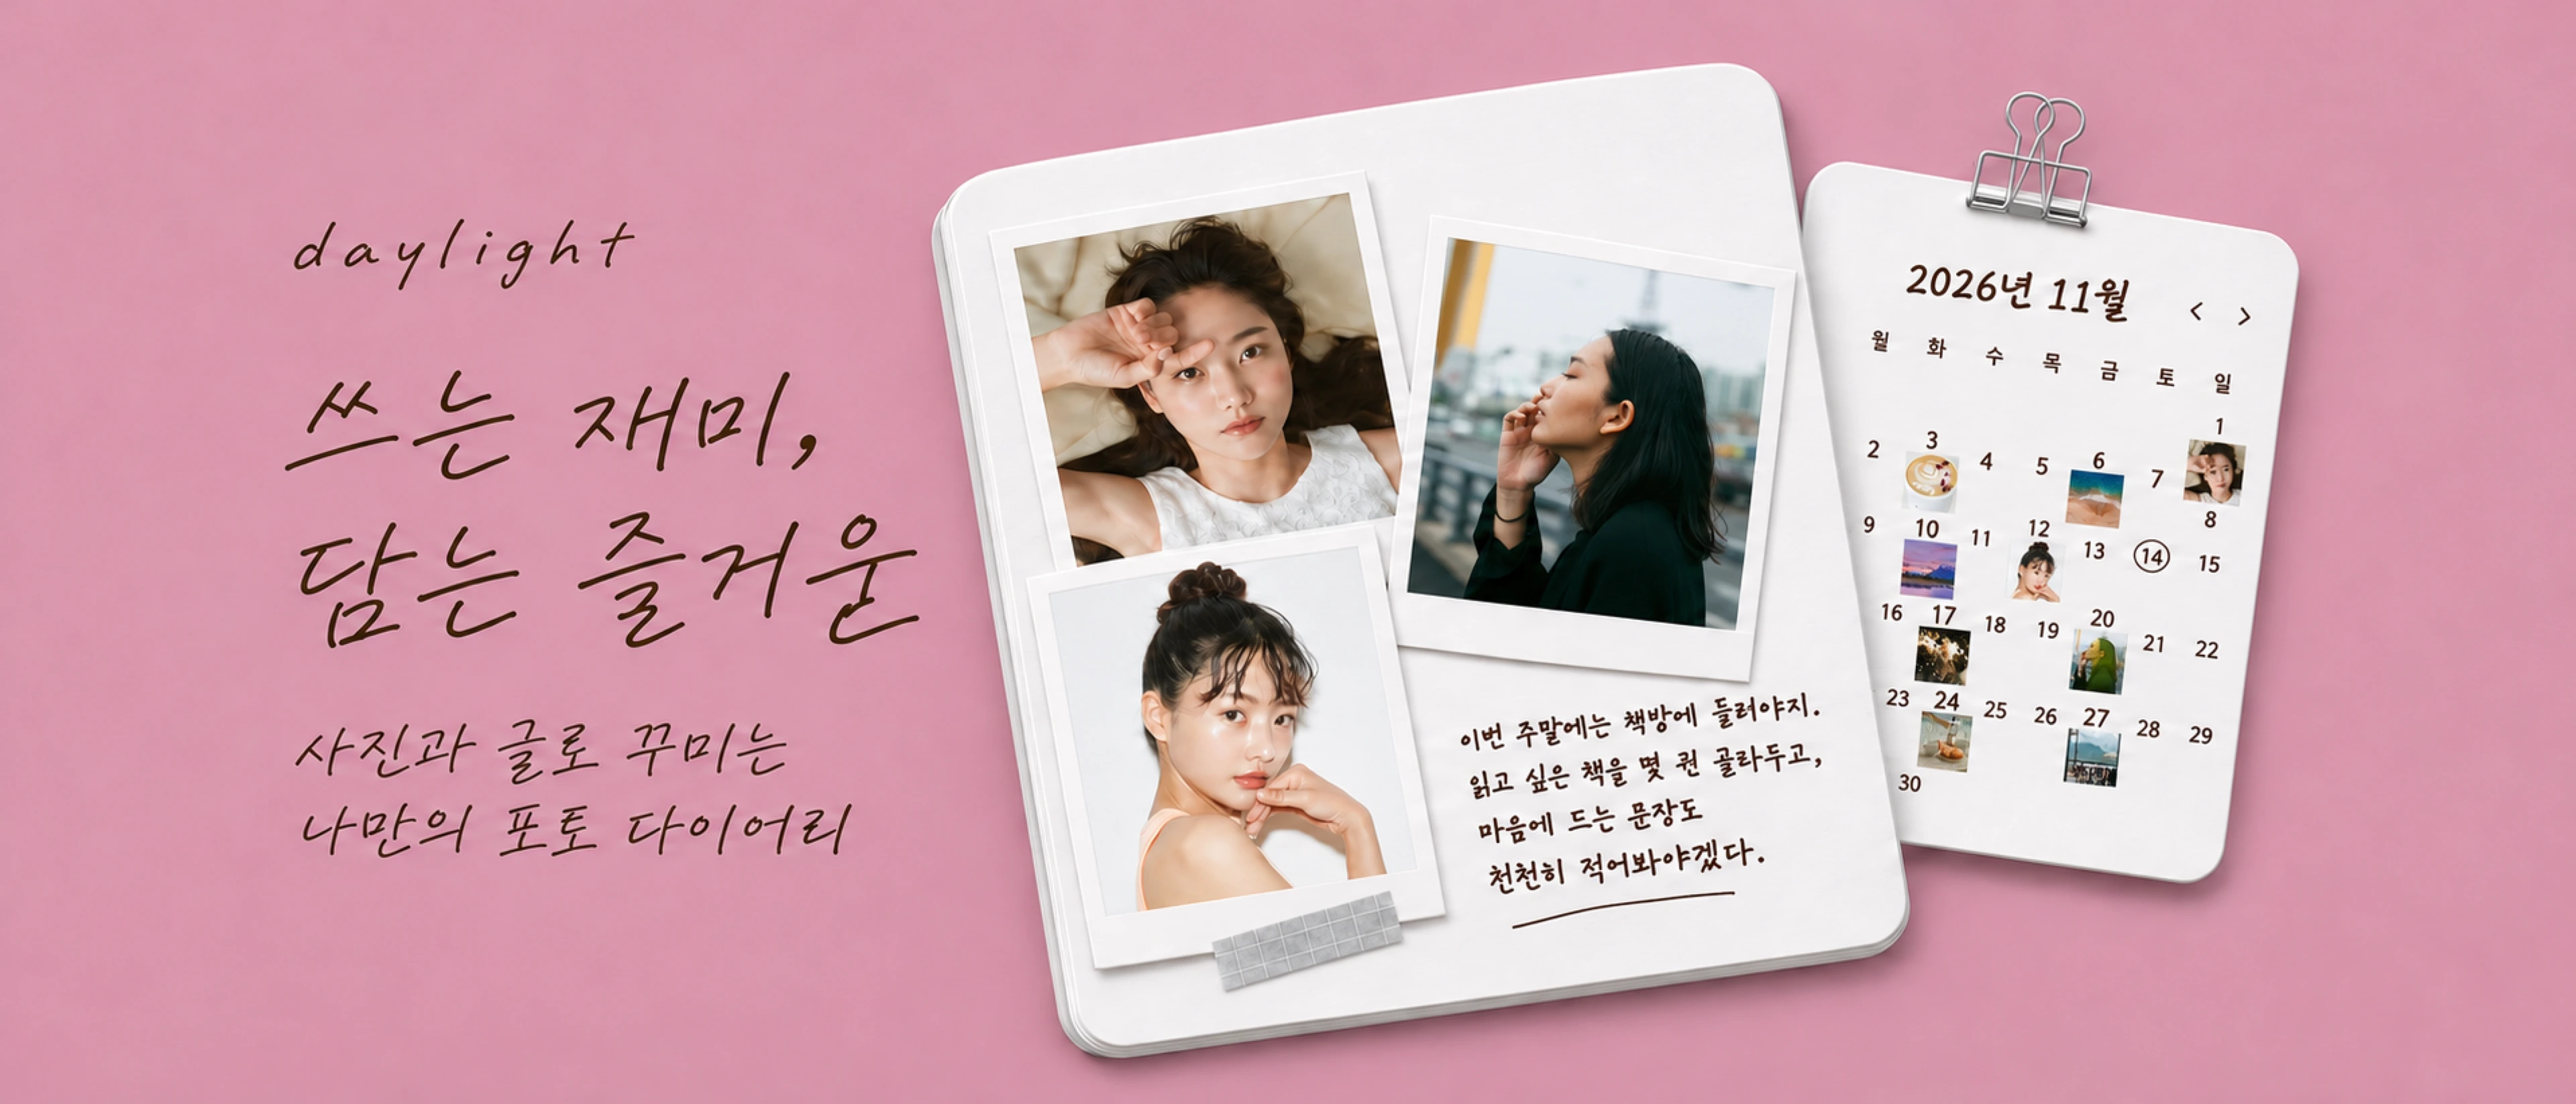 daylight
쓰는 재미,
담는 즐거운
사진과 글로 꾸미는
나만의 포토 다이어리
이번 주말에는 책방에 들러야지.
읽고 싶은 책을 몇 권 골라두고,
마음에 드는 문장도
천천히 적어봐야겠다.
2026년 11월 < >
월 화 수 목 금 토 일
1
2 3 4 5 6 7 8
9 10 11 12 13 14 15
16 17 18 19 20 21 22
23 24 25 26 27 28 29
30